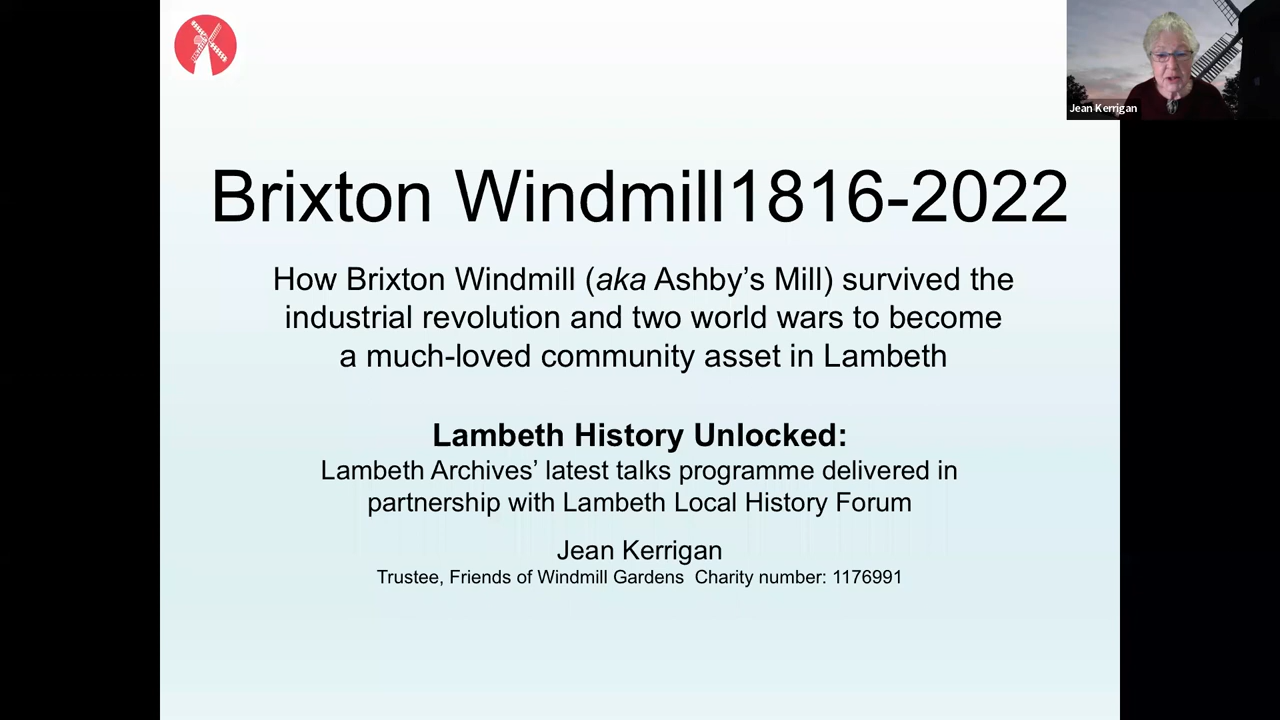 Jean Kerrigan
Brixton Windmill1816-2022
How Brixton Windmill (aka Ashby’s Mill) survived the
industrial revolution and two world wars to become
a much-loved community asset in Lambeth
Lambeth History Unlocked:
Lambeth Archives’ latest talks programme delivered in
partnership with Lambeth Local History Forum
Jean Kerrigan
Trustee, Friends of Windmill Gardens  Charity number: 1176991